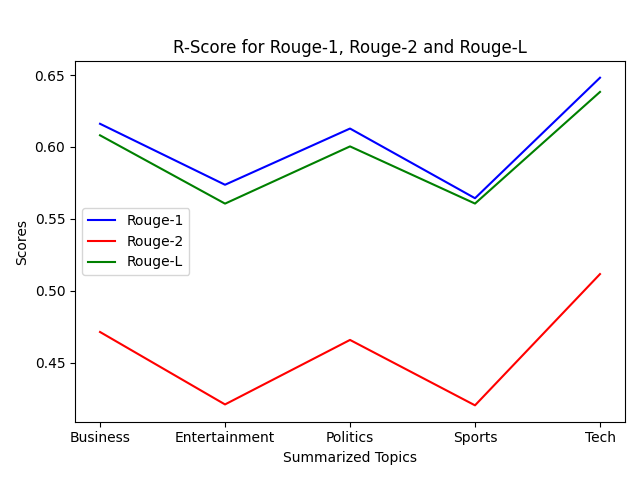 R-Score for Rouge-1, Rouge-2 and Rouge-L
0.65
0.60
0.55
0.50
0.45
Scores
Rouge-1
Rouge-2
Rouge-L
Business Entertainment Politics Sports Tech
Summarized Topics